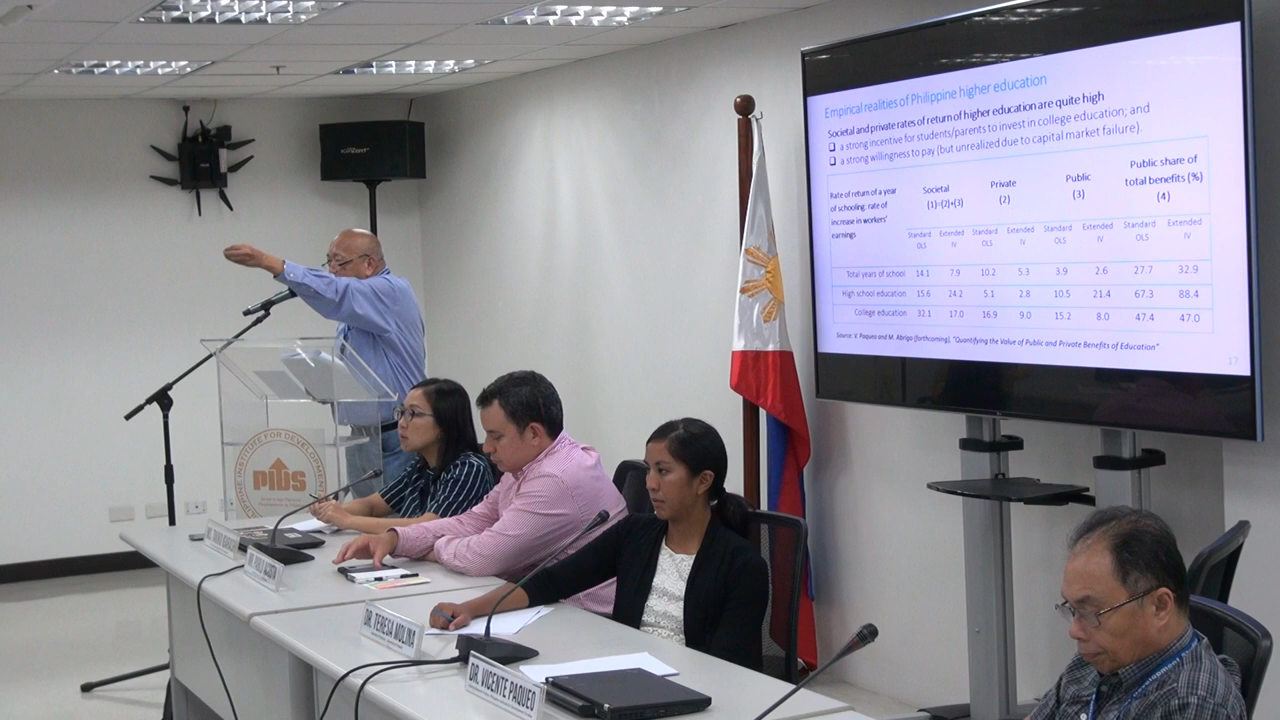 Empirical realities of Philippine higher education
Societal and private rates of return of higher education are quite high
a strong incentive for students/parents to invest in college education; and
a strong willingness to pay (but unrealized due to capital market failure).
Rate of return of a year of schooling: rate of increase in workers' earnings
Societal (1)=(2)+(3) Private (2) Public (3) Public share of total benefits (%) (4)
Standard OLS Extended IV Standard OLS Extended IV Standard OLS Extended IV Standard OLS Extended IV
Total years of school 14.1 7.9 10.2 5.3 3.9 2.6 27.7 32.9
High school education 15.6 24.2 5.1 2.8 10.5 21.4 67.3 88.4
College education 32.1 17.0 16.9 9.0 15.2 8.0 47.4 47.0
Source: V. Paqueo and M. Abrigo (forthcoming). "Quantifying the Value of Public and Private Benefits of Education"
17
INSTITUTE FOR DEVELOPMENT
PIDS
DR. TERESA MOLINA
DR. VICENTE PAQUEO